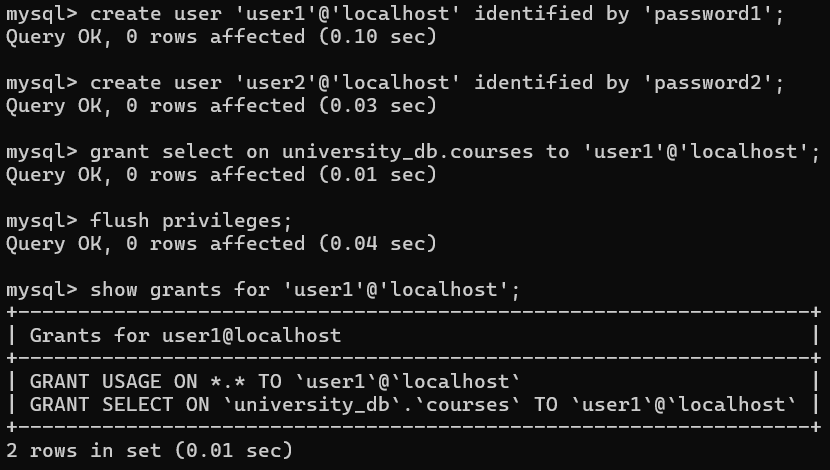 mysql> create user 'user1'@'localhost' identified by 'password1';
Query OK, 0 rows affected (0.10 sec)
mysql> create user 'user2'@'localhost' identified by 'password2';
Query OK, 0 rows affected (0.03 sec)
mysql> grant select on university_db.courses to 'user1'@'localhost';
Query OK, 0 rows affected (0.01 sec)
mysql> flush privileges;
Query OK, 0 rows affected (0.04 sec)
mysql> show grants for 'user1'@'localhost';
+------------------------------------------------------------------+
| Grants for user1@localhost                                       |
+------------------------------------------------------------------+
| GRANT USAGE ON *.* TO `user1`@`localhost`                        |
| GRANT SELECT ON `university_db`.`courses` TO `user1`@`localhost` |
+------------------------------------------------------------------+
2 rows in set (0.01 sec)